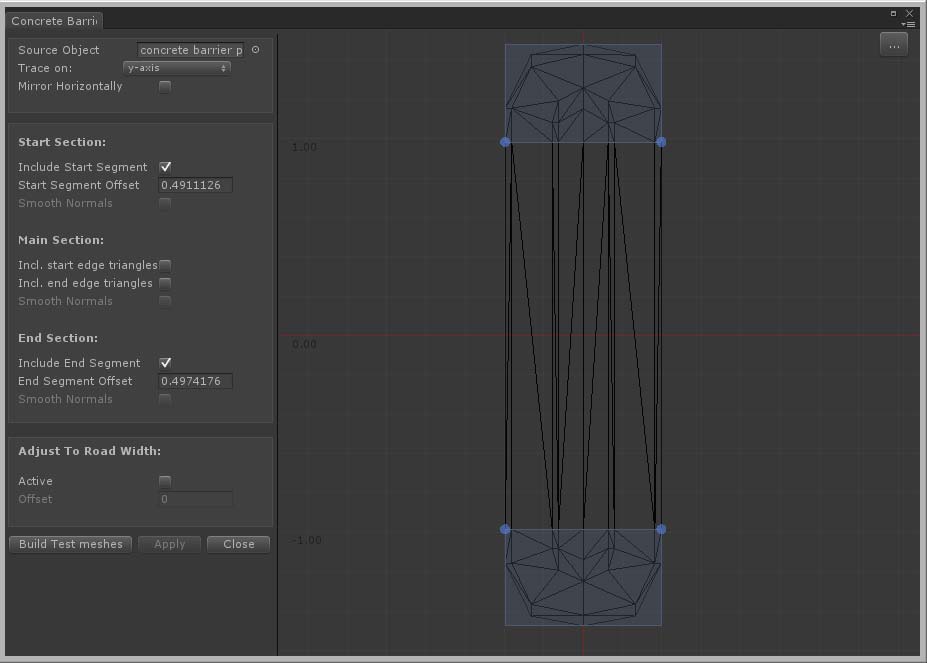 Concrete Barri
Source Object concrete barrier p
Trace on: y-axis
Mirror Horizontally
Start Section:
Include Start Segment
Start Segment Offset 0.4911126
Smooth Normals
Main Section:
Incl. start edge triangles
Incl. end edge triangles
Smooth Normals
End Section:
Include End Segment
End Segment Offset 0.4974176
Smooth Normals
Adjust To Road Width:
Active
Offset 0
Build Test meshes Apply Close
...
1.00
0.00
-1.00